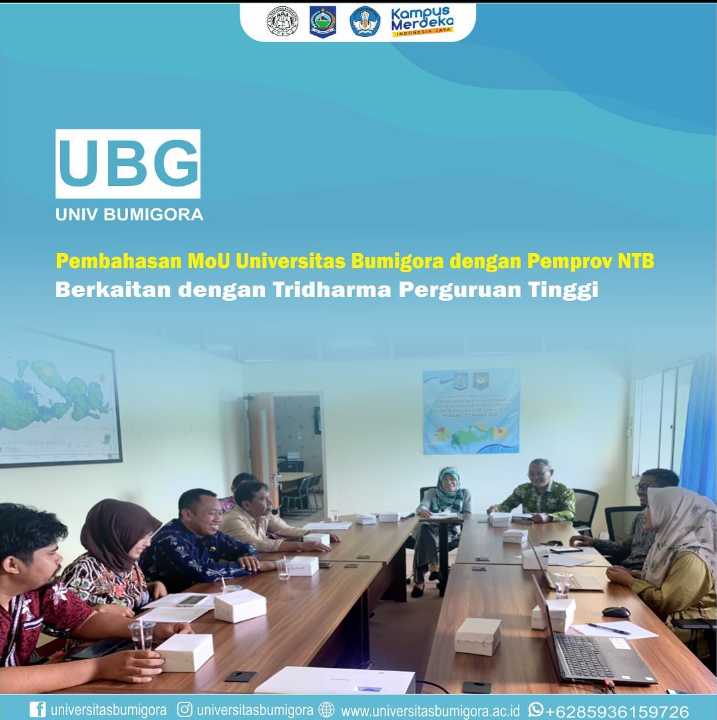 Kampus
Merdeka
INDONESIA JAYA
UBG
UNIV BUMIGORA
Pembahasan MoU Universitas Bumigora dengan Pemprov NTB
Berkaitan dengan Tridharma Perguruan Tinggi
universitasbumigora universitasbumigora www.universitasbumigora.ac.id +6285936159726